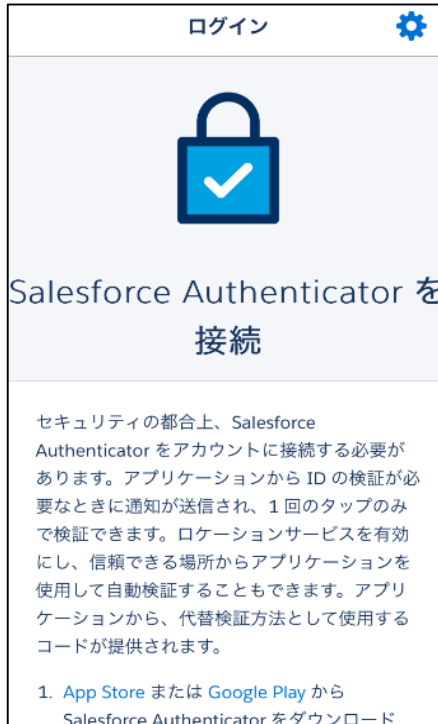 ログイン
Salesforce Authenticator を
接続
セキュリティの都合上、Salesforce
Authenticator をアカウントに接続する必要が
あります。アプリケーションから ID の検証が必
要なときに通知が送信され、1 回のタップのみ
で検証できます。ロケーションサービスを有効
にし、信頼できる場所からアプリケーションを
使用して自動検証することもできます。アプリ
ケーションから、代替検証方法として使用する
コードが提供されます。
1. App Store または Google Play から
Salesforce Authenticator をダウンロード